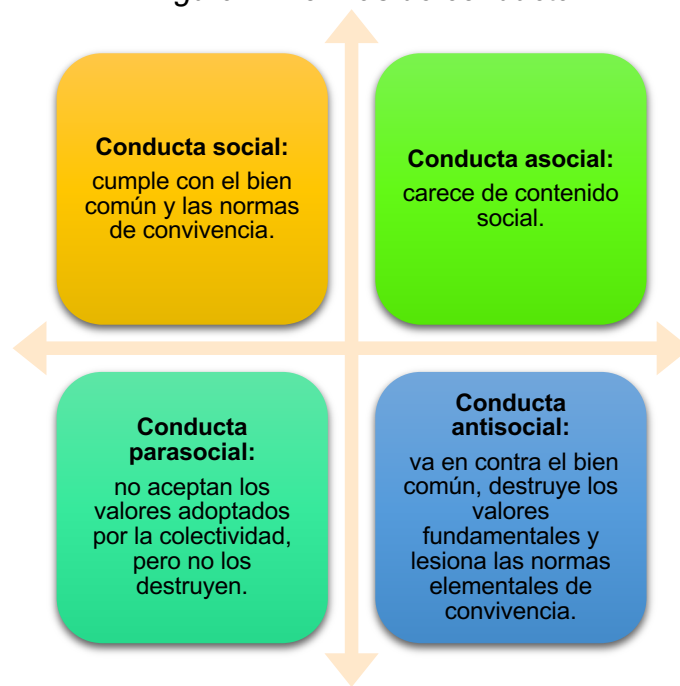 Conducta social:
cumple con el bien
común y las normas
de convivencia.
Conducta asocial:
carece de contenido
social.
Conducta
parasocial:
no aceptan los
valores adoptados
por la colectividad,
pero no los
destruyen.
Conducta
antisocial:
va en contra el bien
común, destruye los
valores
fundamentales y
lesiona las normas
elementales de
convivencia.